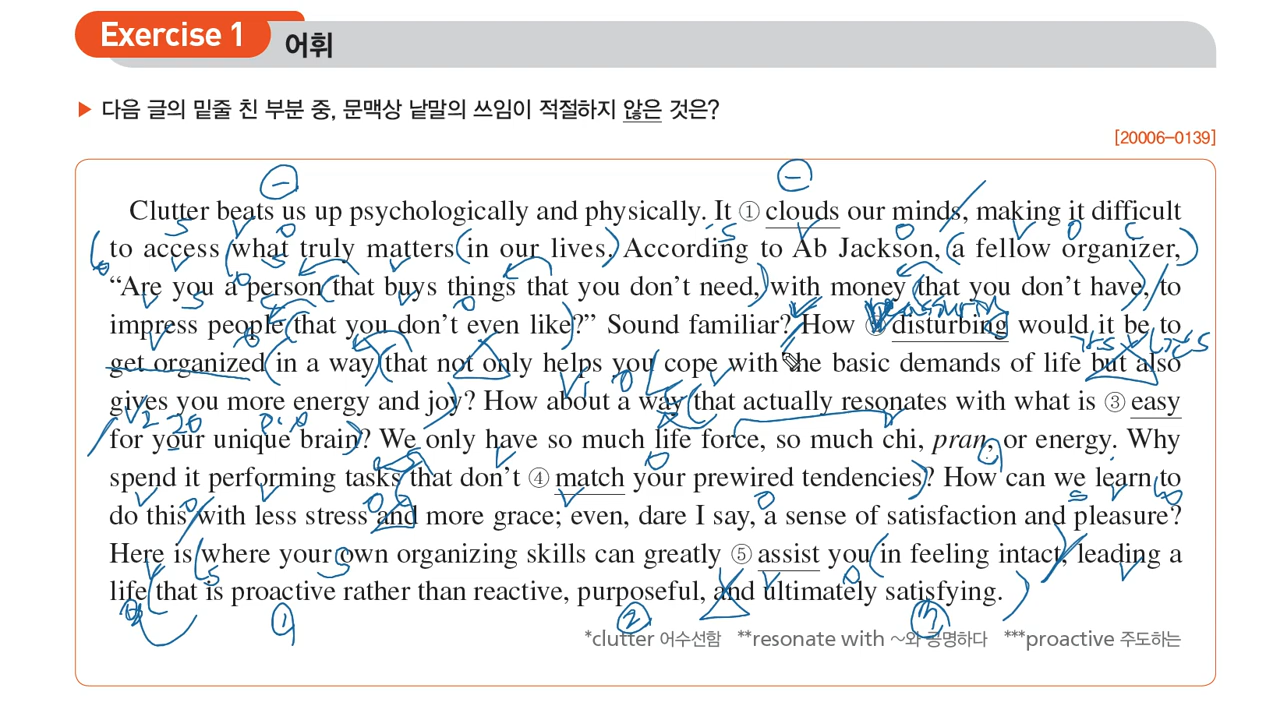 Exercise 1
어휘
▶ 다음 글의 밑줄 친 부분 중, 문맥상 낱말의 쓰임이 적절하지 않은 것은?
[20006-0139]
Clutter beats us up psychologically and physically. It ① clouds our minds, making it difficult
to access what truly matters in our lives. According to Ab Jackson, a fellow organizer,
“Are you a person that buys things that you don’t need, with money that you don’t have, to
impress people that you don’t even like?” Sound familiar? How disturbing would it be to
get organized in a way that not only helps you cope with the basic demands of life but also
gives you more energy and joy? How about a way that actually resonates with what is ③ easy
for your unique brain? We only have so much life force, so much chi, pran, or energy. Why
spend it performing tasks that don’t ④ match your prewired tendencies? How can we learn to
do this with less stress and more grace; even, dare I say, a sense of satisfaction and pleasure?
Here is where your own organizing skills can greatly ⑤ assist you in feeling intact, leading a
life that is proactive rather than reactive, purposeful, and ultimately satisfying.
*clutter 어수선함 **resonate with ~와 공명하다 ***proactive 주도하는